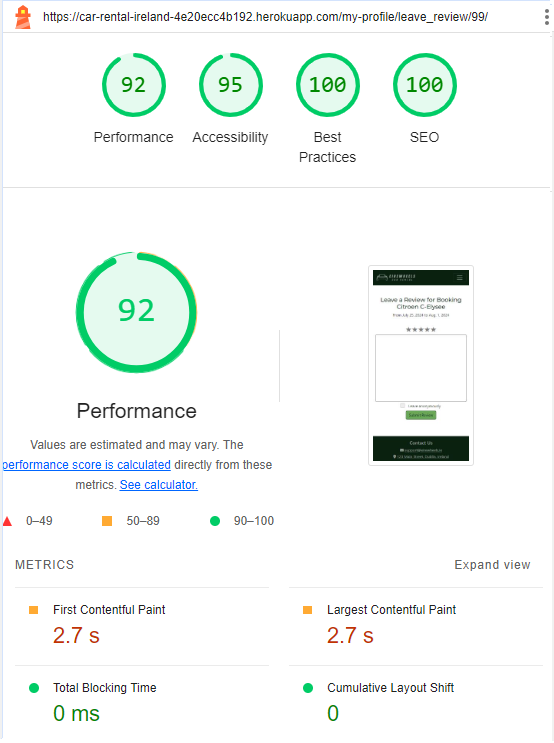 https://car-rental-ireland-4e20ecc4b192.herokuapp.com/my-profile/leave_review/99/
92
95
100
100
Performance
Accessibility
Best
Practices
SEO
92
Performance
Values are estimated and may vary. The
performance score is calculated directly from these
metrics. See calculator.
0–49
50–89
90–100
Leave a Review for Booking
Citroen C-Elysee
Contact Us
METRICS
Expand view
First Contentful Paint
2.7 s
Largest Contentful Paint
2.7 s
Total Blocking Time
0 ms
Cumulative Layout Shift
0